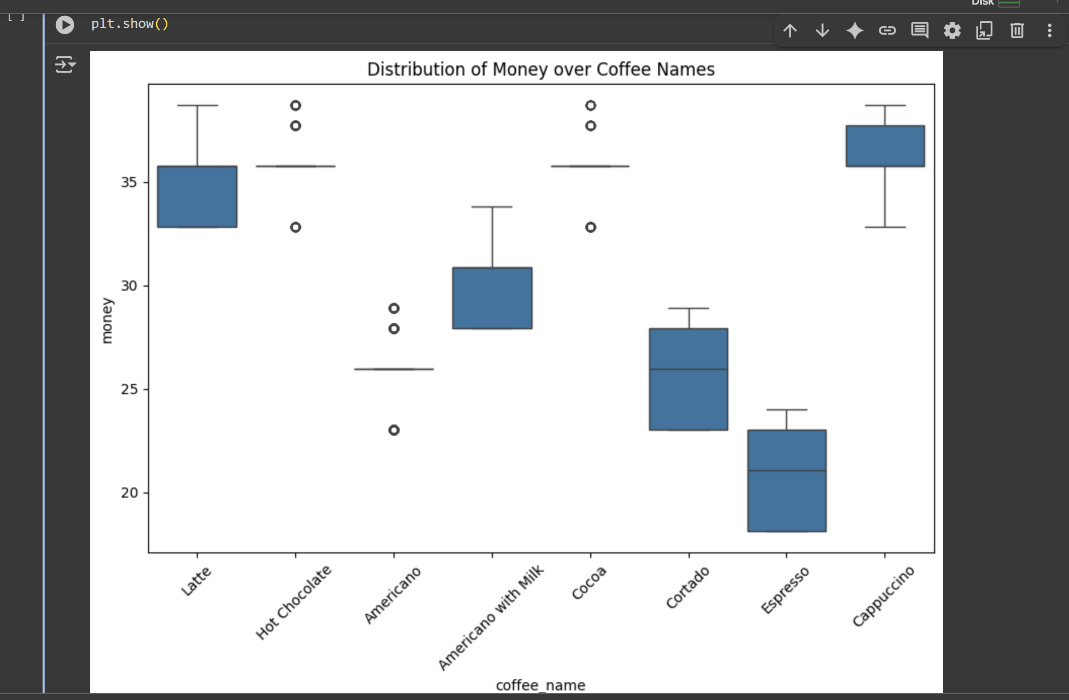 Disk
[ ]
plt.show()
Distribution of Money over Coffee Names
money
35
30
25
20
Latte
Hot Chocolate
Americano
Americano with Milk
Cocoa
Cortado
Espresso
Cappuccino
coffee_name